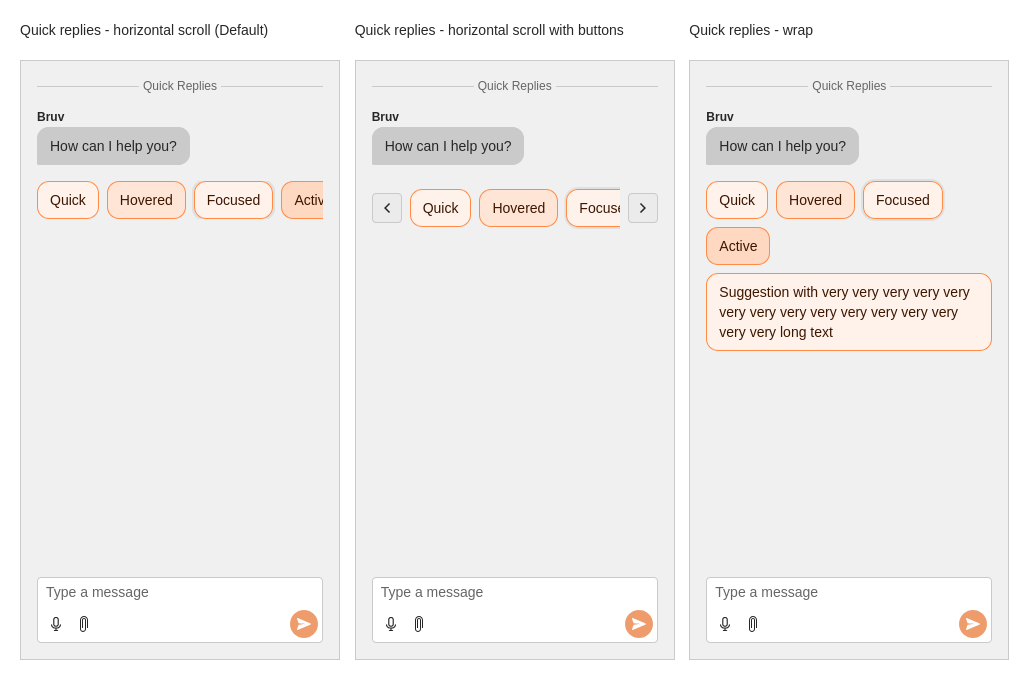 Quick replies - horizontal scroll (Default)
Quick Replies
Bruv
How can I help you?
Quick Hovered Focused Activ
Type a message
Quick replies - horizontal scroll with buttons
Quick Replies
Bruv
How can I help you?
Quick Hovered Focuse
Type a message
Quick replies - wrap
Quick Replies
Bruv
How can I help you?
Quick Hovered Focused
Active
Suggestion with very very very very very
very very very very very very very very
very very long text
Type a message